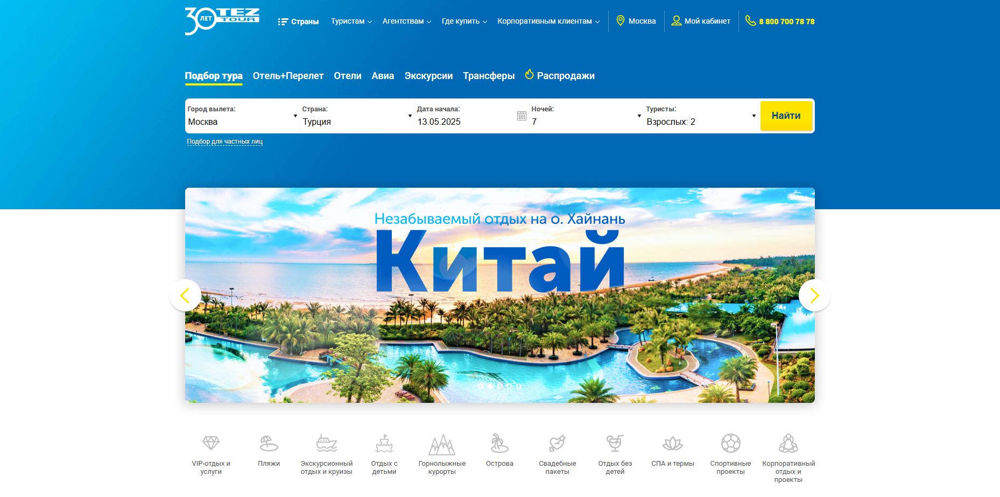 30 ЛЕТ TEZ TOUR
Страны Туристам Агентствам Где купить Корпоративным клиентам Москва Мой кабинет 8 800 700 78 78
Подбор тура Отель+Перелет Отели Авиа Экскурсии Трансферы Распродажи
Город вылета: Страна: Дата начала: Ночей: Туристы:
Москва Турция 13.05.2025 7 Взрослых: 2 Найти
Подбор для частных лиц
Незабываемый отдых на о. Хайнань
Китай
VIP-отдых и
услуги
Пляжи
Экскурсионный
отдых и круизы
Отдых с
детьми
Горнолыжные
курорты
Острова
Свадебные
пакеты
Отдых без
детей
СПА и термы
Спортивные
проекты
Корпоративный
отдых и
проекты